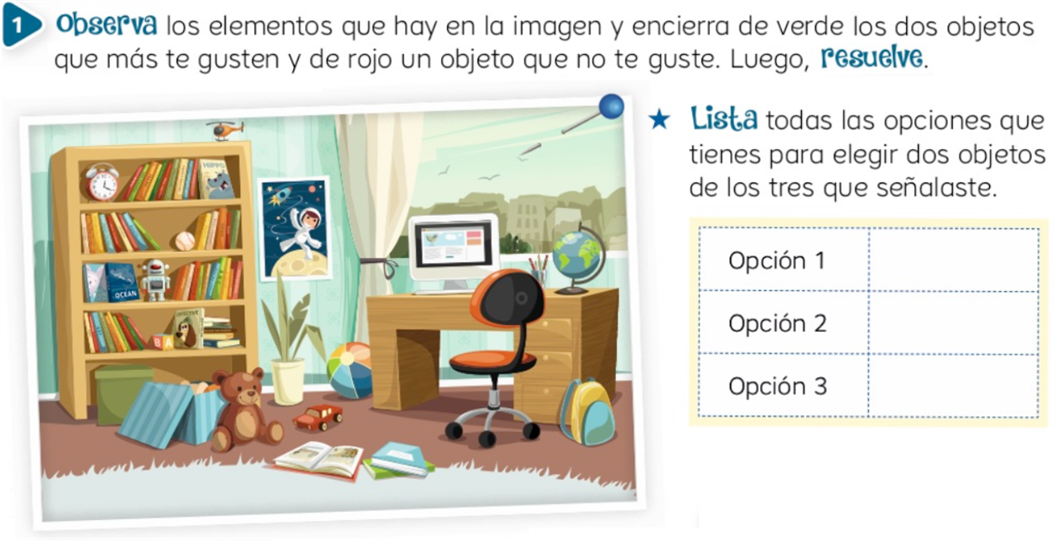 1 Observa los elementos que hay en la imagen y encierra de verde los dos objetos
que más te gusten y de rojo un objeto que no te guste. Luego, resuelve.
★ Lista todas las opciones que
tienes para elegir dos objetos
de los tres que señalaste.
HIPPO
OCEAN
Opción 1
Opción 2
Opción 3